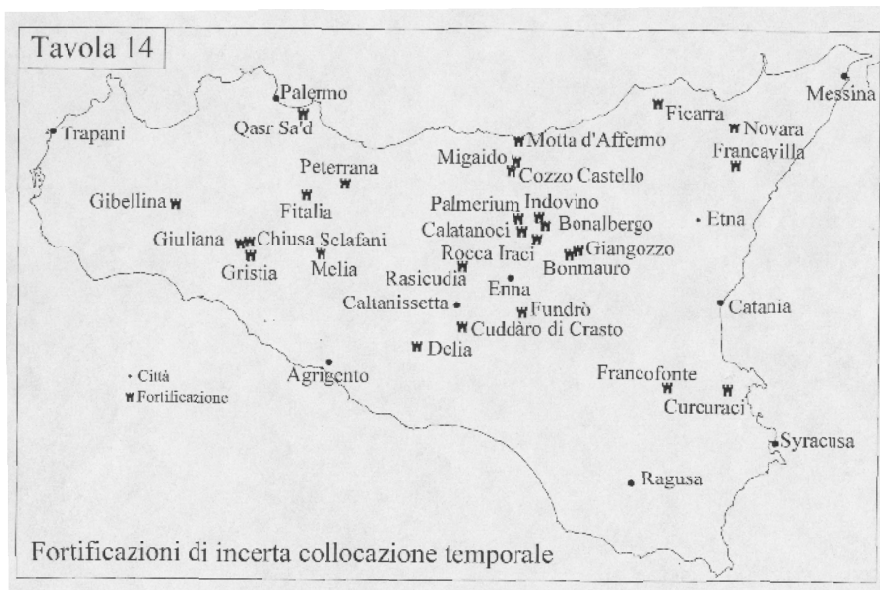 Tavola 14
Palermo
Messina
Qasr Sa'd
Ficarra
Trapani
Novara
Motta d'Affermo
Francavilla
Migaido
Cozzo Castello
Peterrana
Gibellina
Fitalia
Palmerium
Indovino
Etna
Calatanoci
Bonalbergo
Giuliana
Chiusa Sclafani
Rocca Iraci
Giangozzo
Gristia
Melia
Bonmauro
Rasicudia
Enna
Caltanissetta
Catania
Fundrò
Cuddàro di Crasto
Delia
Agrigento
Francofonte
Città
Fortificazione
Curcuraci
Syracusa
Ragusa
Fortificazioni di incerta collocazione temporale